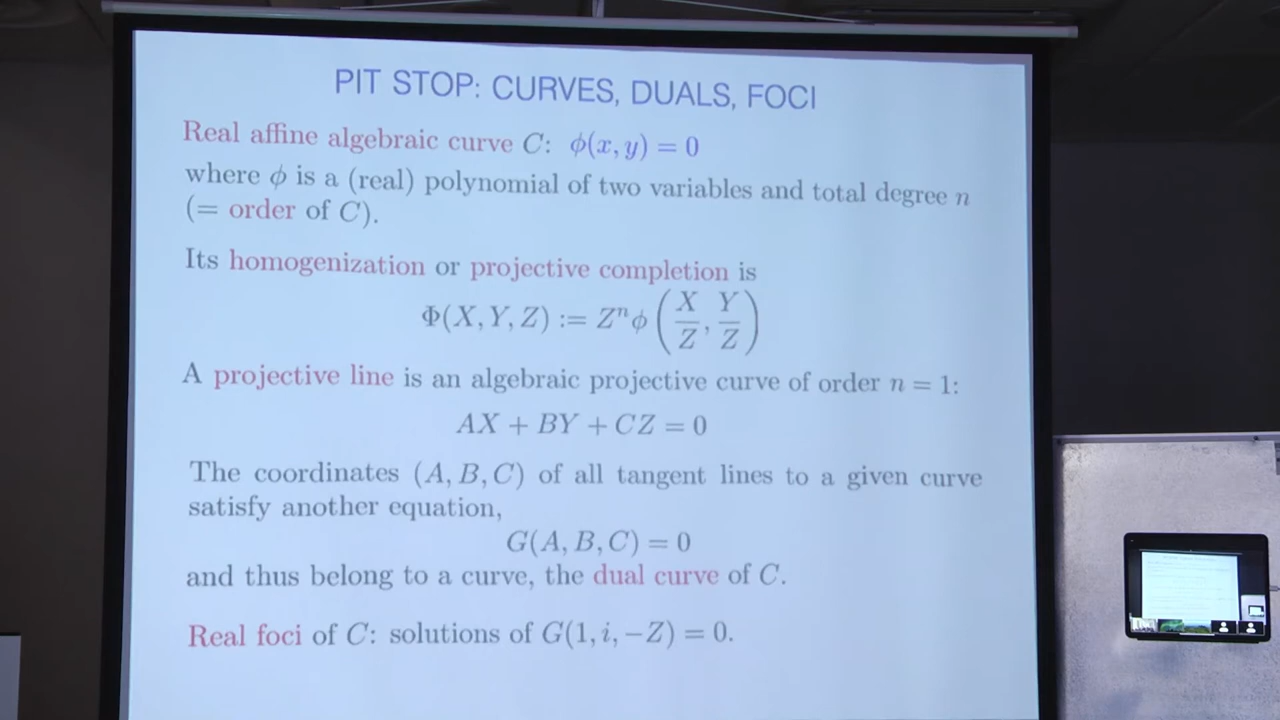 PIT STOP: CURVES, DUALS, FOCI
Real affine algebraic curve C: ϕ(x, y) = 0
where ϕ is a (real) polynomial of two variables and total degree n
(= order of C).
Its homogenization or projective completion is
Φ(X, Y, Z) := Zⁿϕ(X/Z, Y/Z)
A projective line is an algebraic projective curve of order n = 1:
AX + BY + CZ = 0
The coordinates (A, B, C) of all tangent lines to a given curve
satisfy another equation,
G(A, B, C) = 0
and thus belong to a curve, the dual curve of C.
Real foci of C: solutions of G(1, i, −Z) = 0.